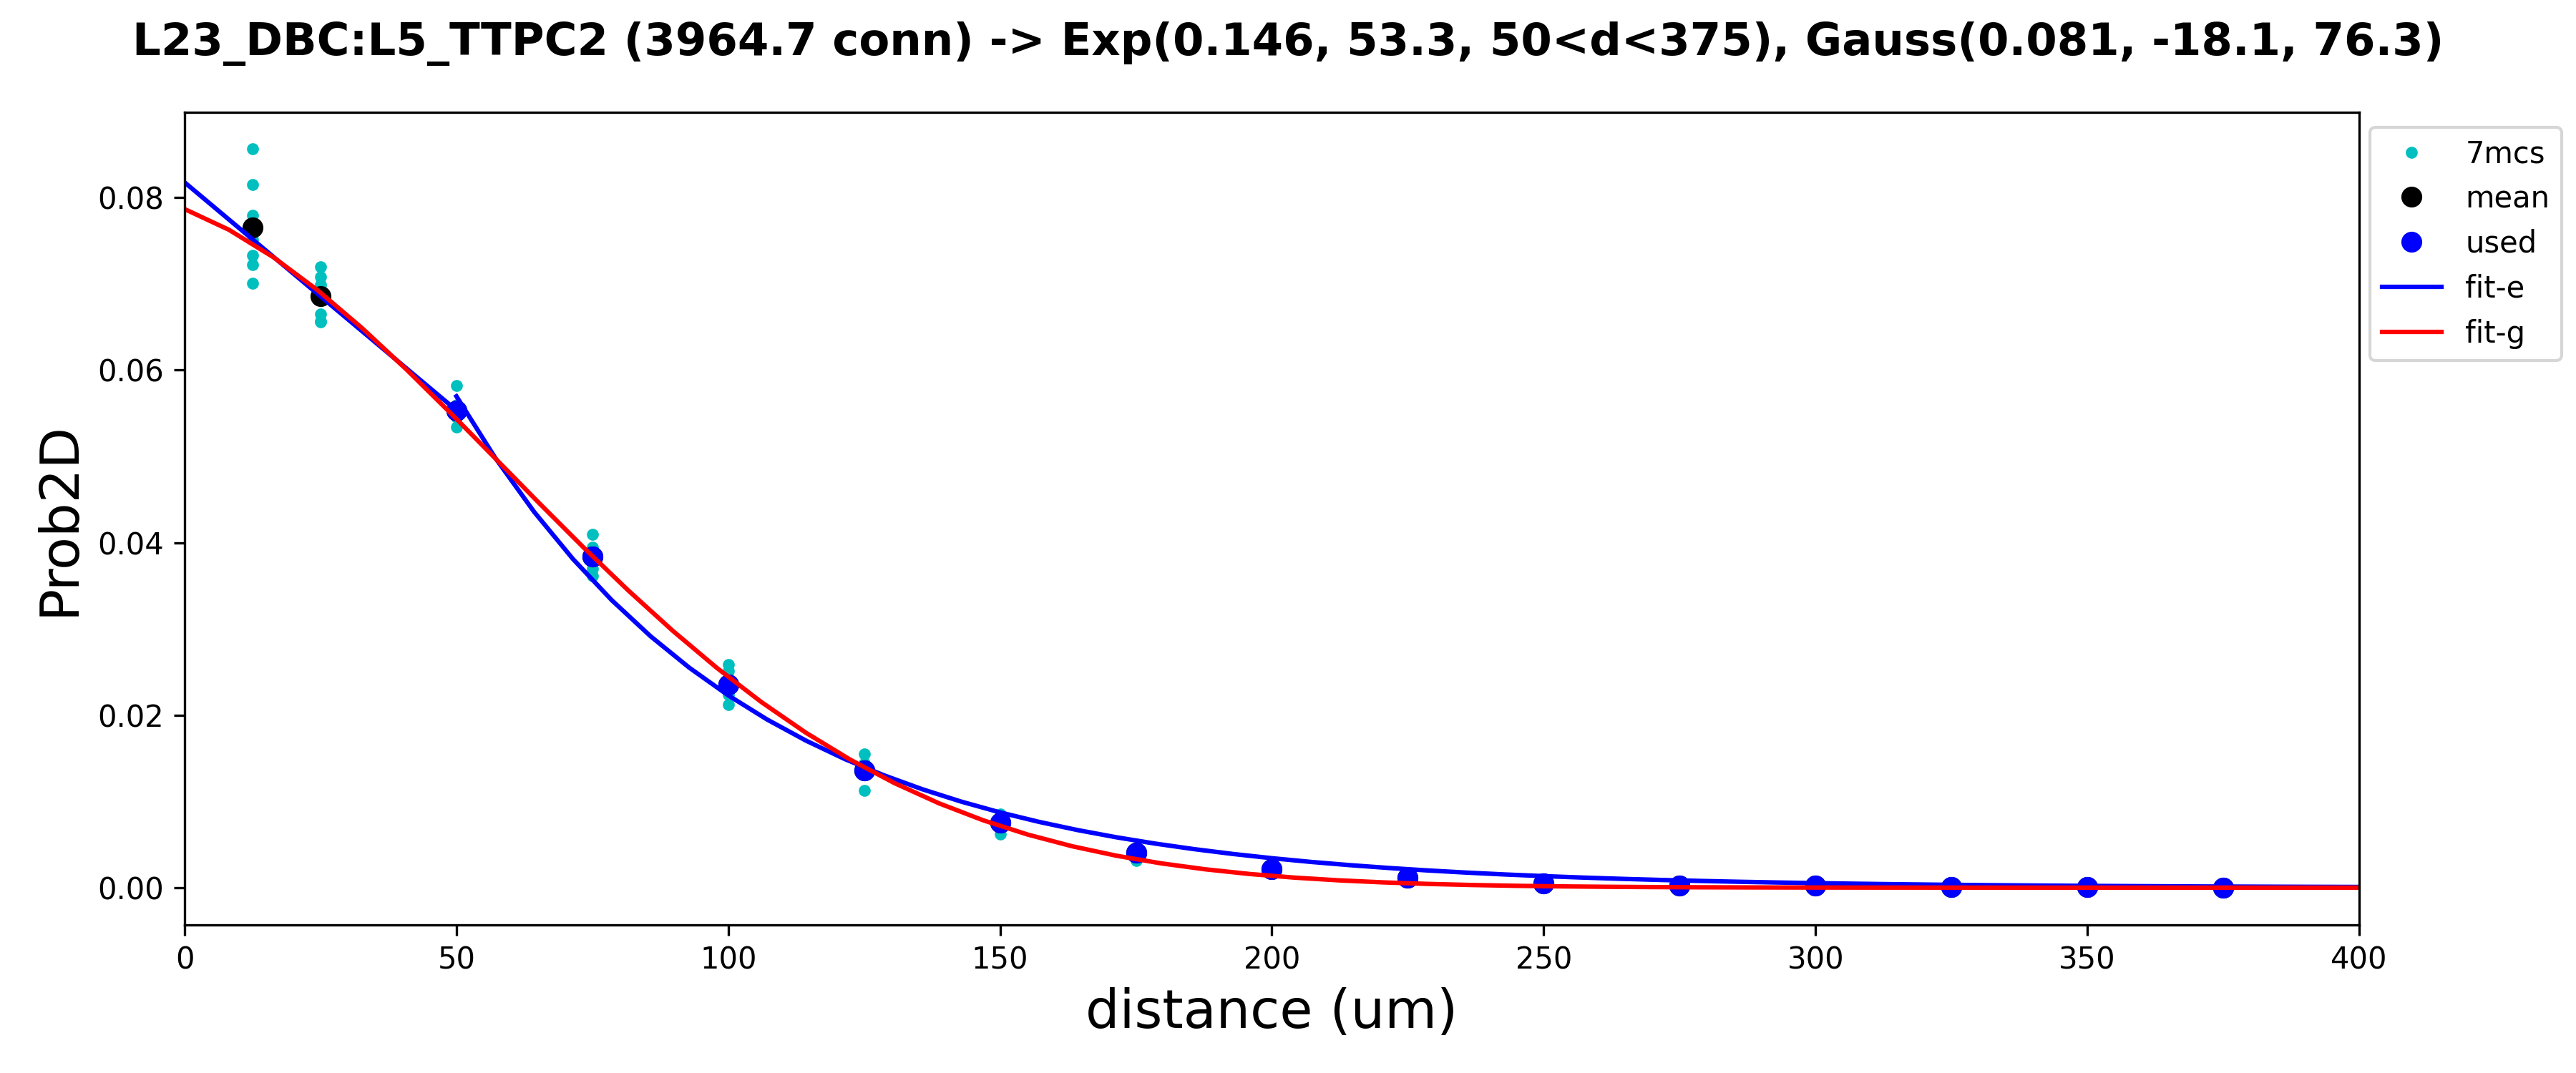 L23_DBC:L5_TTPC2 (3964.7 conn) -> Exp(0.146, 53.3, 50<d<375), Gauss(0.081, -18.1, 76.3)
7mcs
mean
used
fit-e
fit-g
Prob2D
0.08
0.06
0.04
0.02
0.00
0 50 100 150 200 250 300 350 400
distance (um)